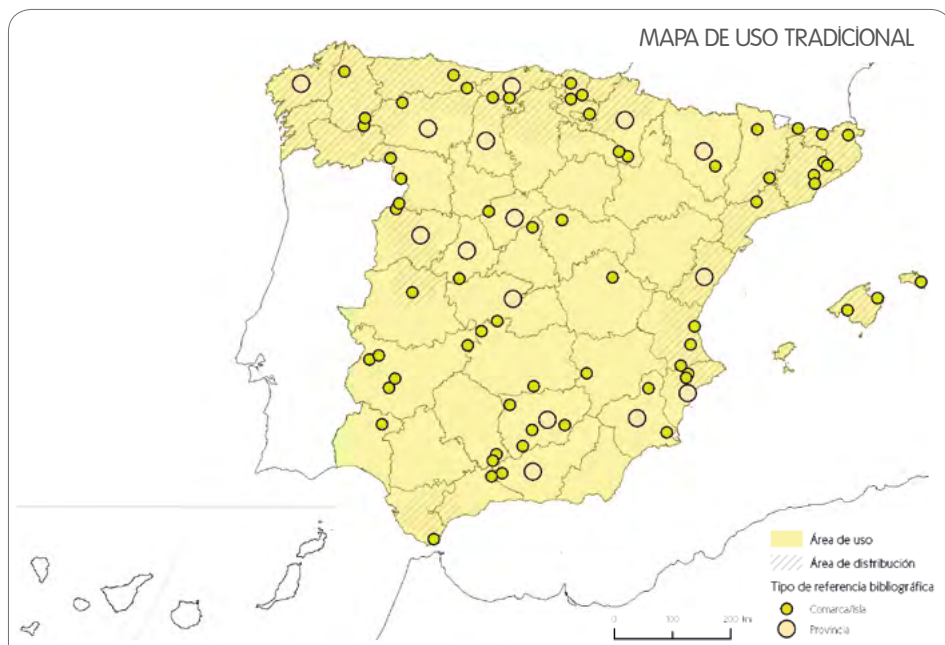 MAPA DE USO TRADICIONAL
Área de uso
Área de distribución
Tipo de referencia bibliográfica
Comarca/Isla
Provincia
0 100 200 km